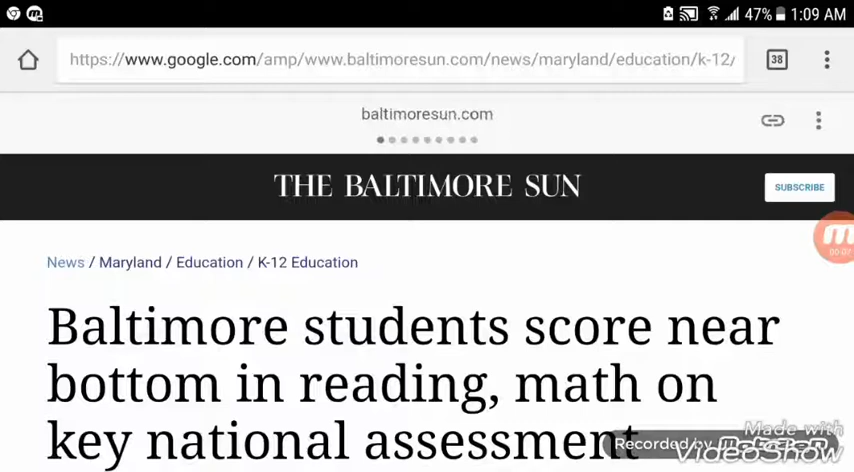 47% 1:09 AM
https://www.google.com/amp/www.baltimoresun.com/news/maryland/education/k-12/
38
baltimoresun.com
THE BALTIMORE SUN
SUBSCRIBE
00:07
News / Maryland / Education / K-12 Education
Baltimore students score near
bottom in reading, math on
key national assessment
Made with
Recorded by
VideoShow